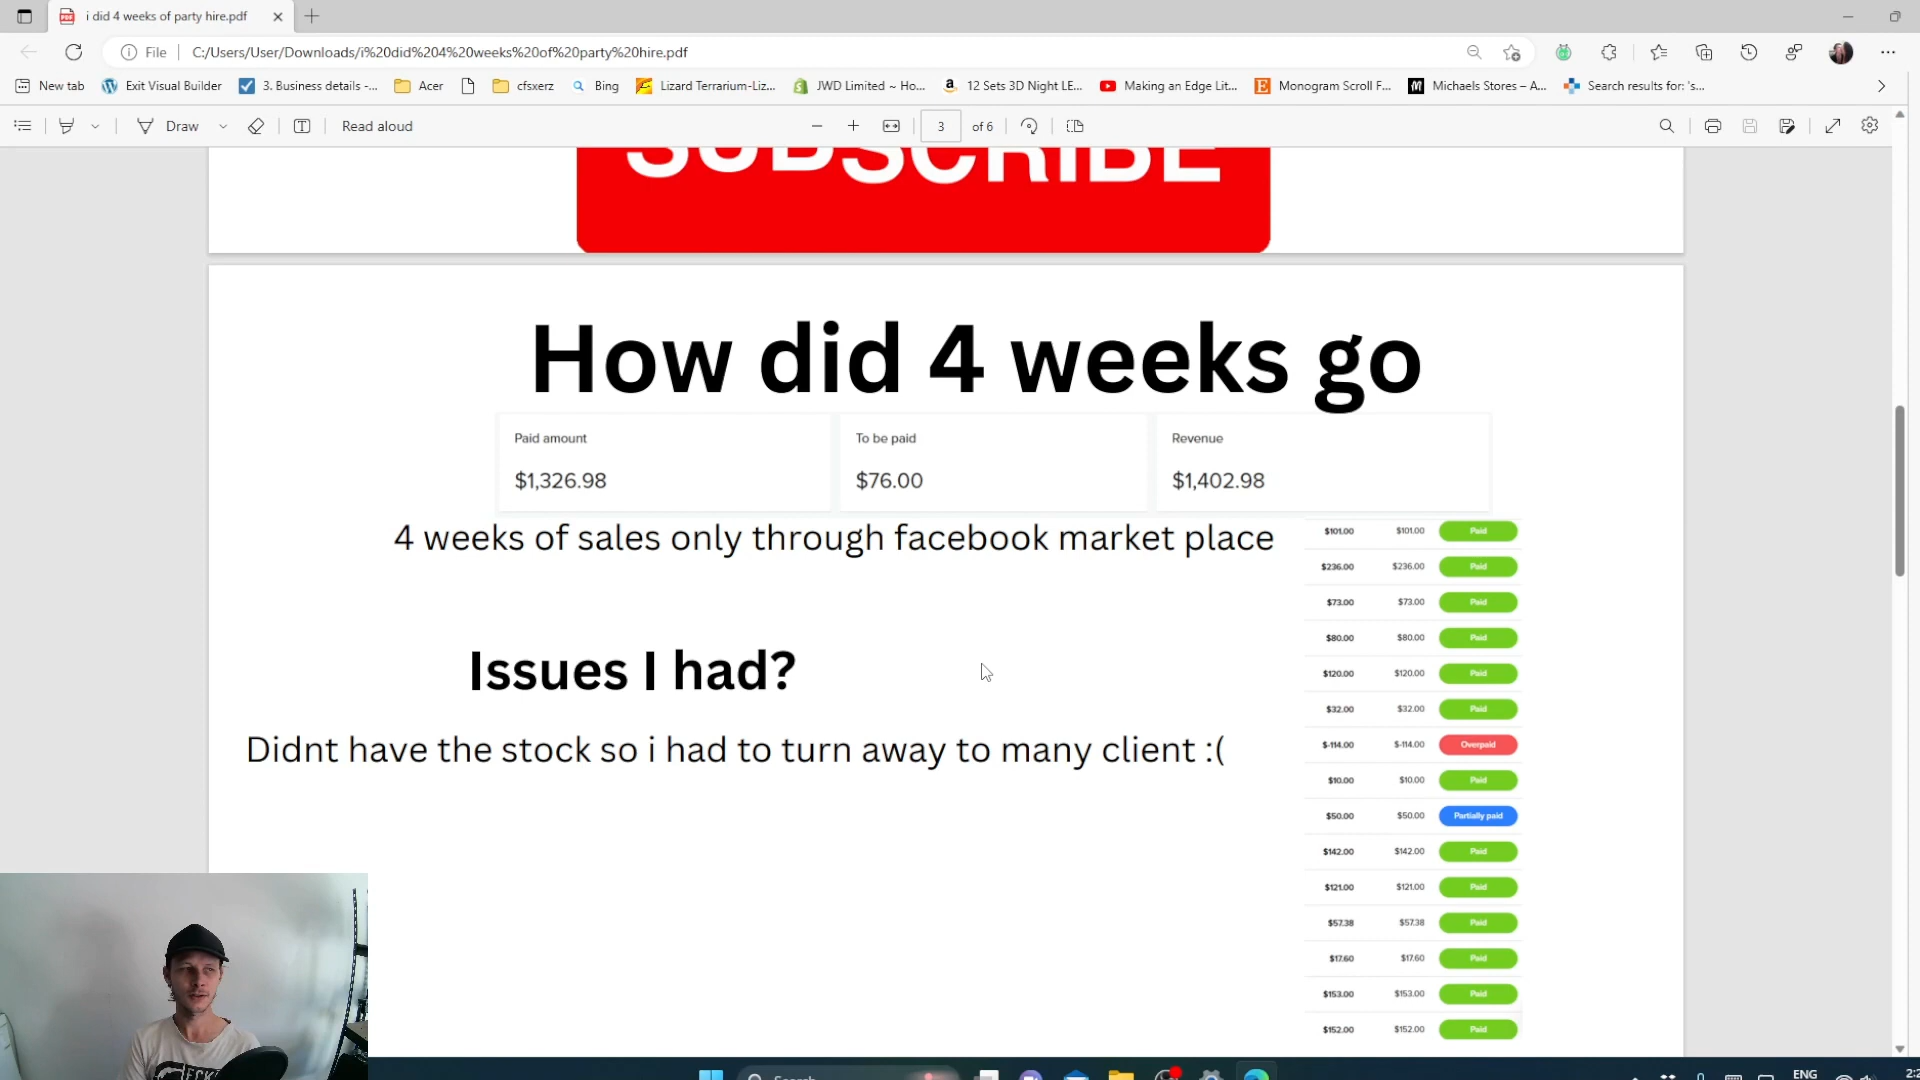 i did 4 weeks of party hire.pdf
File
C:/Users/User/Downloads/i%20did%204%20weeks%20of%20party%20hire.pdf
New tab
Exit Visual Builder
3. Business details -...
Acer
cfsxerz
Bing
Lizard Terrarium-Liz...
JWD Limited ~ Ho...
12 Sets 3D Night LE...
Making an Edge Lit...
Monogram Scroll F...
Michaels Stores – A...
Search results for: 's...
Draw
Read aloud
3 of 6
SUBSCRIBE
How did 4 weeks go
Paid amount To be paid Revenue
$1,326.98 $76.00 $1,402.98
4 weeks of sales only through facebook market place
Issues I had?
Didnt have the stock so i had to turn away to many client :(
$101.00 $101.00 Paid
$236.00 $236.00 Paid
$73.00 $73.00 Paid
$80.00 $80.00 Paid
$120.00 $120.00 Paid
$32.00 $32.00 Paid
$-114.00 $-114.00 Overpaid
$10.00 $10.00 Paid
$50.00 $50.00 Partially paid
$142.00 $142.00 Paid
$121.00 $121.00 Paid
$57.38 $57.38 Paid
$17.60 $17.60 Paid
$153.00 $153.00 Paid
$152.00 $152.00 Paid
Search
ENG